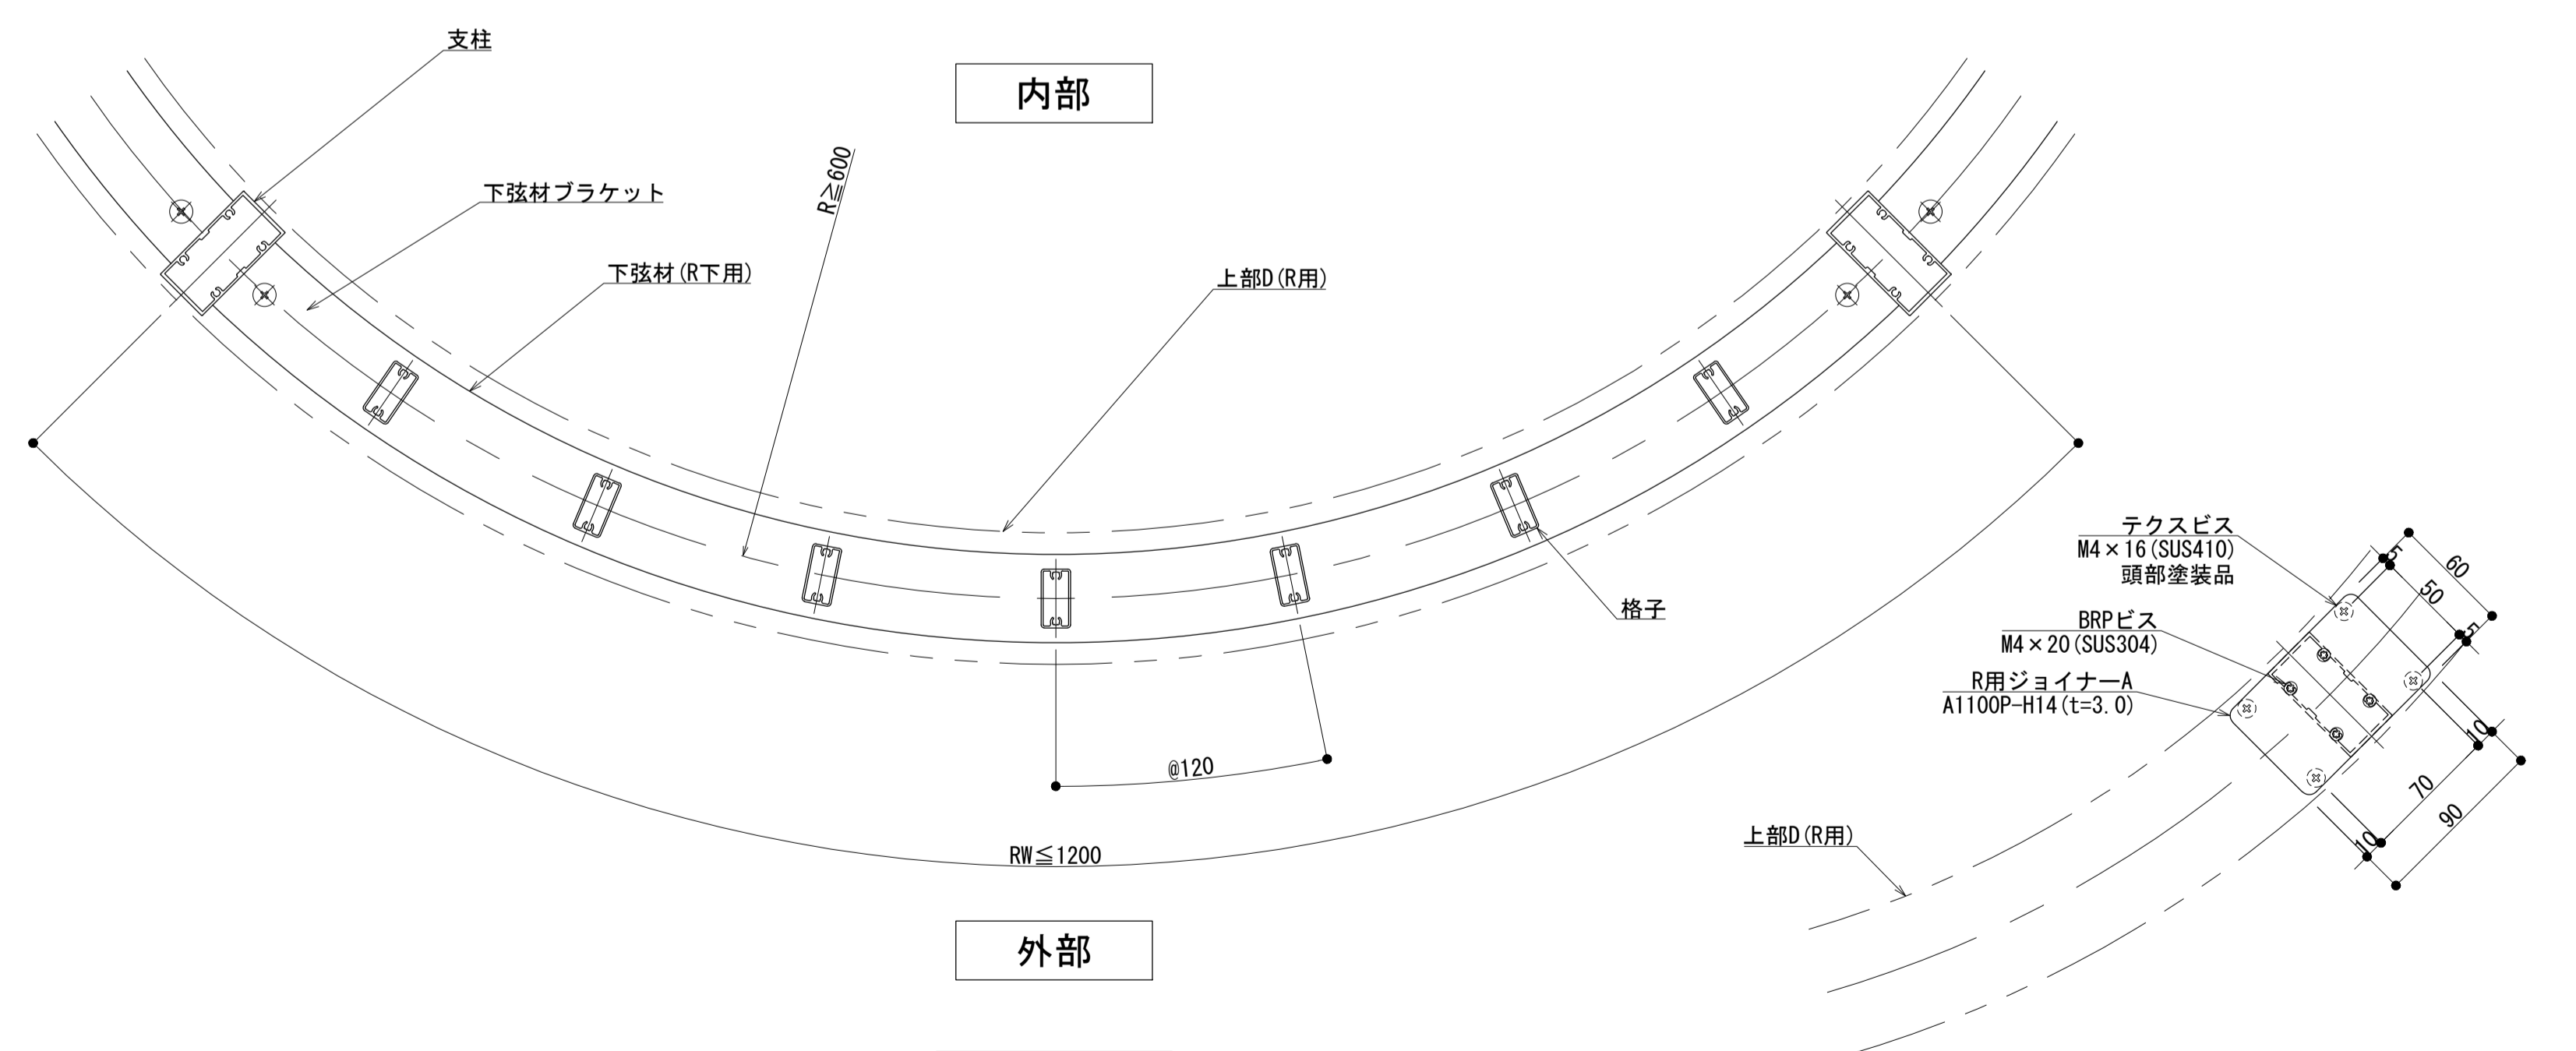 支柱
内部
下弦材ブラケット
R≧600
下弦材(R下用)
上部D(R用)
格子
@120
RW≦1200
外部
テクスビス
M4×16(SUS410)
頭部塗装品
BRPビス
M4×20(SUS304)
R用ジョイナーA
A1100P-H14(t=3.0)
上部D(R用)
5
60
50
5
10
70
90
10